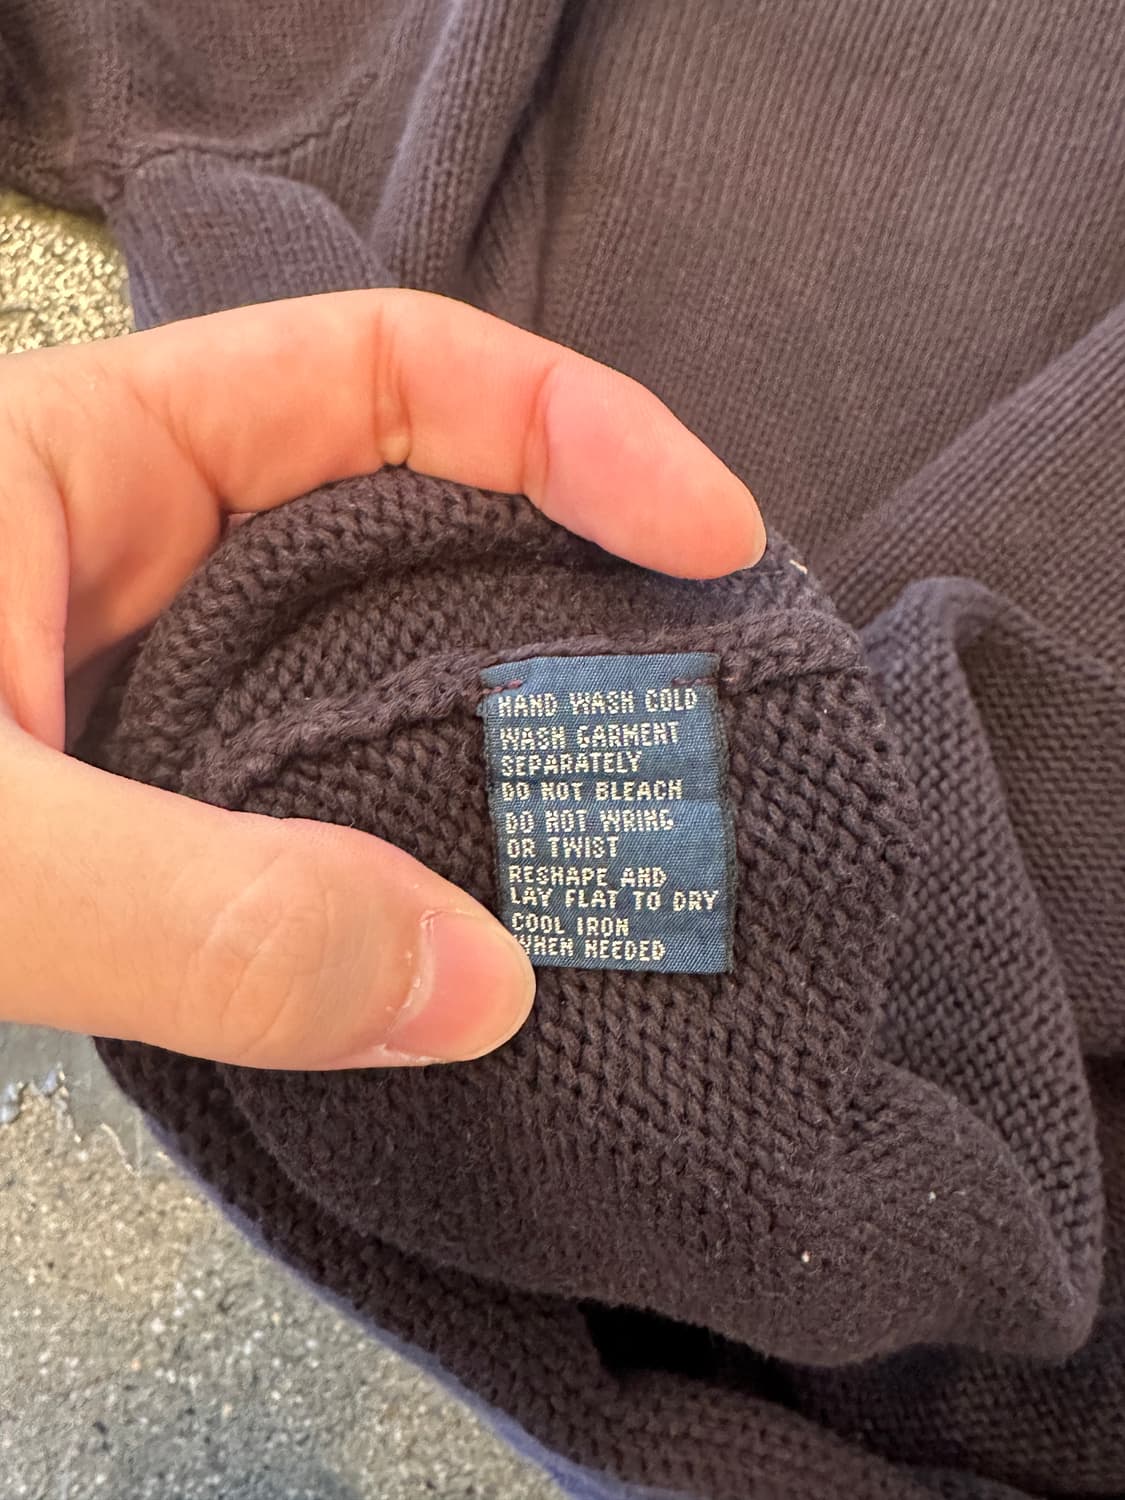 HAND WASH COLD
WASH GARMENT
SEPARATELY
DO NOT BLEACH
DO NOT WRING
OR TWIST
RESHAPE AND
LAY FLAT TO DRY
COOL IRON
WHEN NEEDED